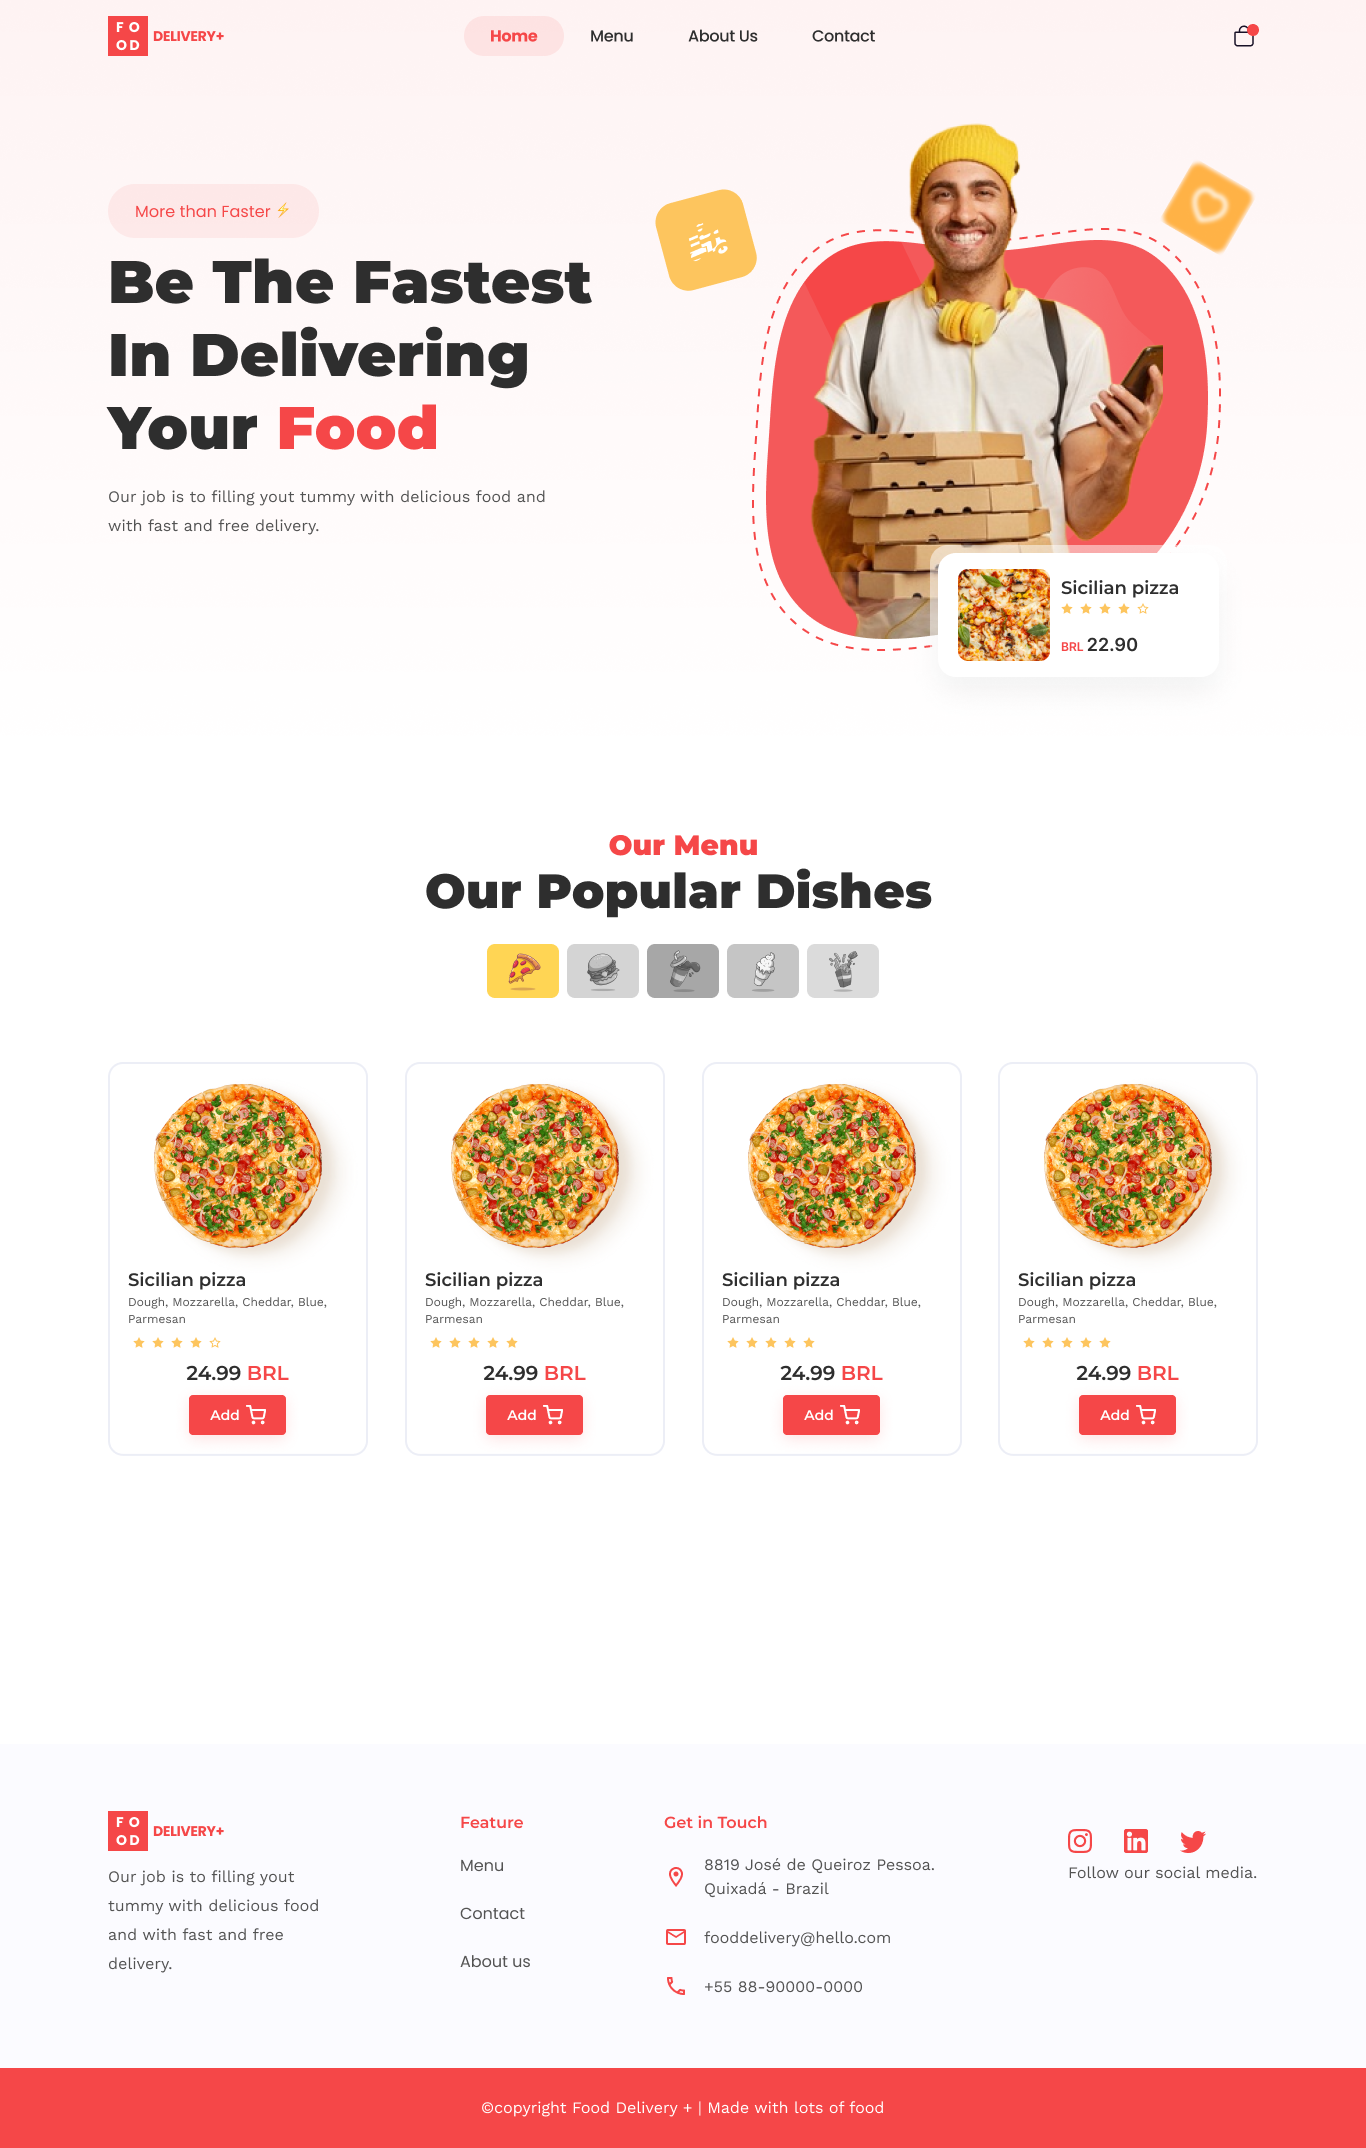 FO
OD
DELIVERY+
Home
Menu
About Us
Contact
More than Faster
Be The Fastest
In Delivering
Your Food
Our job is to filling yout tummy with delicious food and
with fast and free delivery.
Sicilian pizza
BRL 22.90
Our Menu
Our Popular Dishes
Sicilian pizza
Dough, Mozzarella, Cheddar, Blue,
Parmesan
24.99 BRL
Add
Sicilian pizza
Dough, Mozzarella, Cheddar, Blue,
Parmesan
24.99 BRL
Add
Sicilian pizza
Dough, Mozzarella, Cheddar, Blue,
Parmesan
24.99 BRL
Add
Sicilian pizza
Dough, Mozzarella, Cheddar, Blue,
Parmesan
24.99 BRL
Add
FO
OD
DELIVERY+
Our job is to filling yout
tummy with delicious food
and with fast and free
delivery.
Feature
Menu
Contact
About us
Get in Touch
8819 José de Queiroz Pessoa.
Quixadá - Brazil
fooddelivery@hello.com
+55 88-90000-0000
Follow our social media.
©copyright Food Delivery + | Made with lots of food